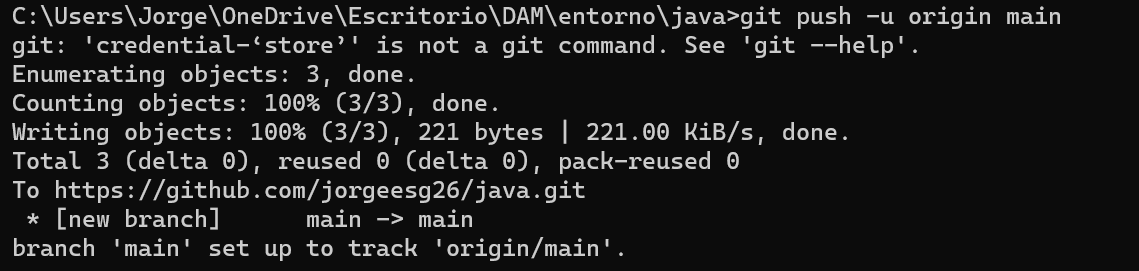 C:\Users\Jorge\OneDrive\Escritorio\DAM\entorno\java>git push -u origin main
git: 'credential-‘store’' is not a git command. See 'git --help'.
Enumerating objects: 3, done.
Counting objects: 100% (3/3), done.
Writing objects: 100% (3/3), 221 bytes | 221.00 KiB/s, done.
Total 3 (delta 0), reused 0 (delta 0), pack-reused 0
To https://github.com/jorgeesg26/java.git
 * [new branch]      main -> main
branch 'main' set up to track 'origin/main'.